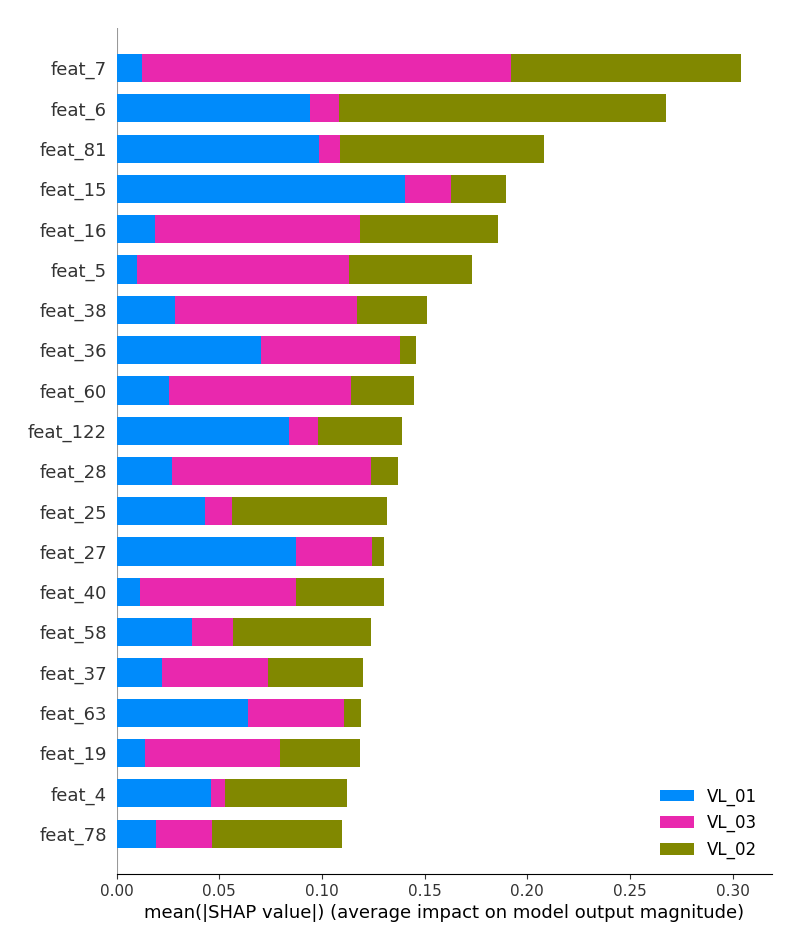 feat_7
feat_6
feat_81
feat_15
feat_16
feat_5
feat_38
feat_36
feat_60
feat_122
feat_28
feat_25
feat_27
feat_40
feat_58
feat_37
feat_63
feat_19
feat_4
feat_78
VL_01
VL_03
VL_02
0.00 0.05 0.10 0.15 0.20 0.25 0.30
mean(|SHAP value|) (average impact on model output magnitude)